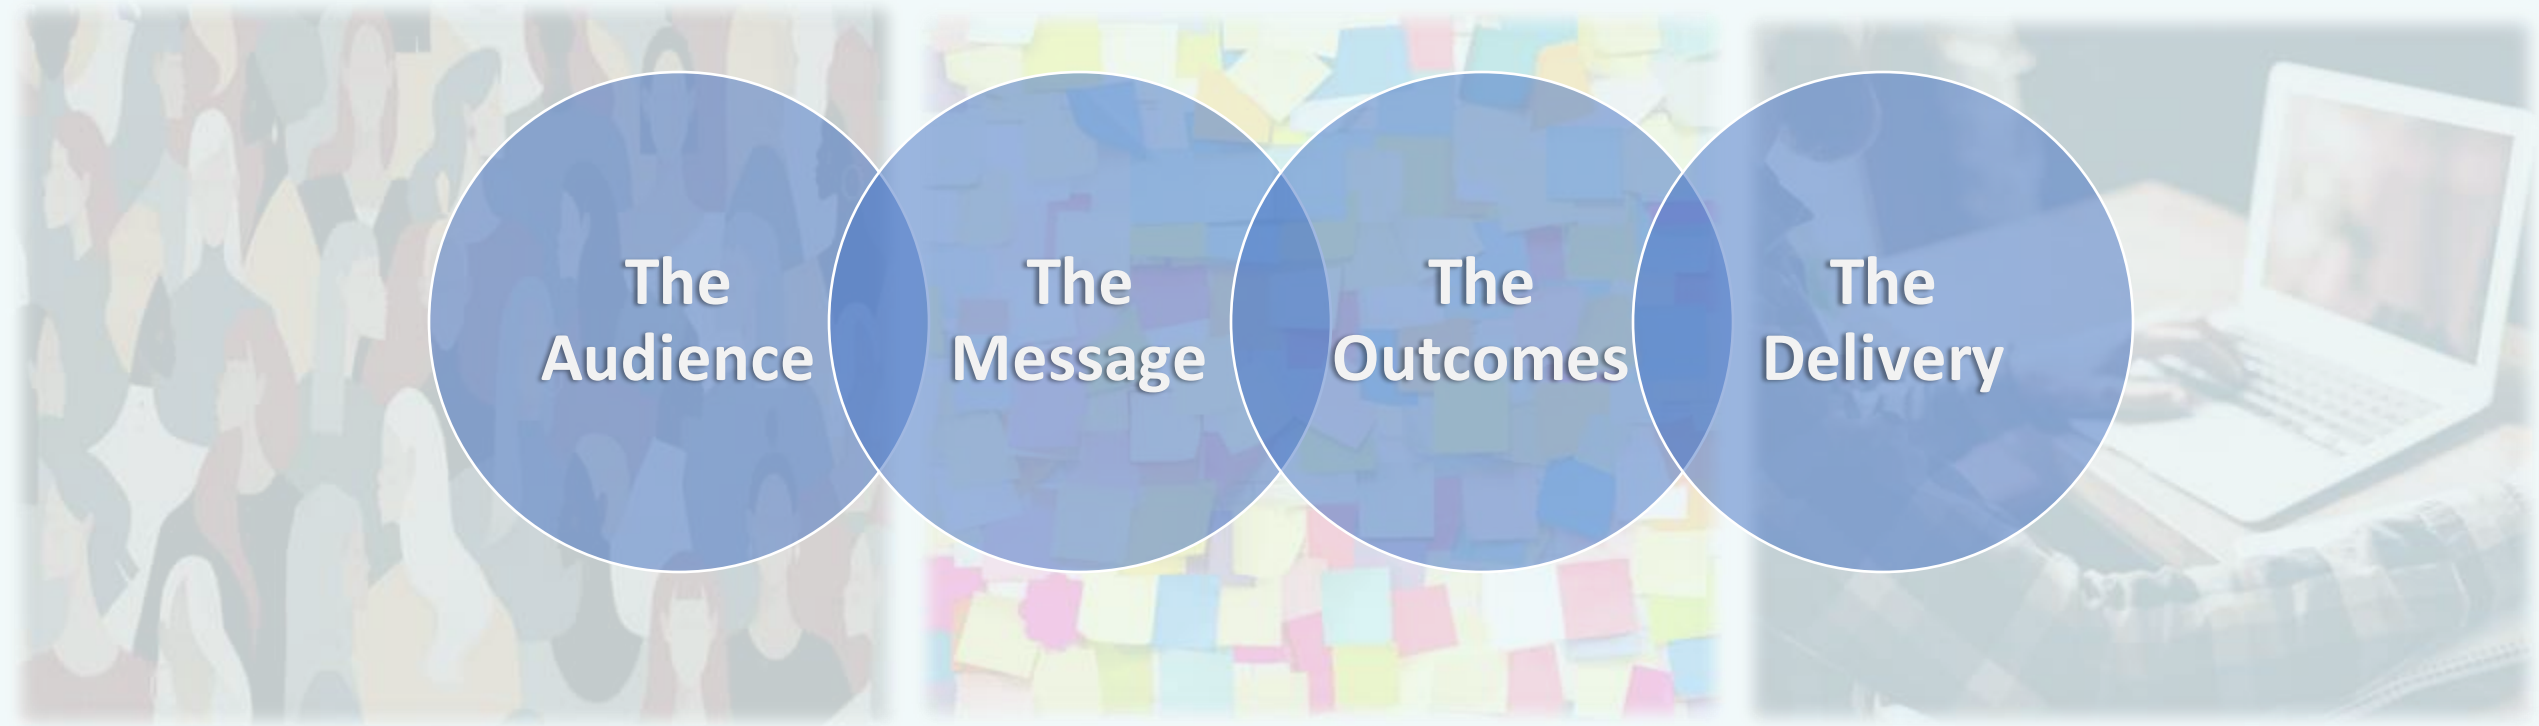 The
Audience
The
Message
The
Outcomes
The
Delivery